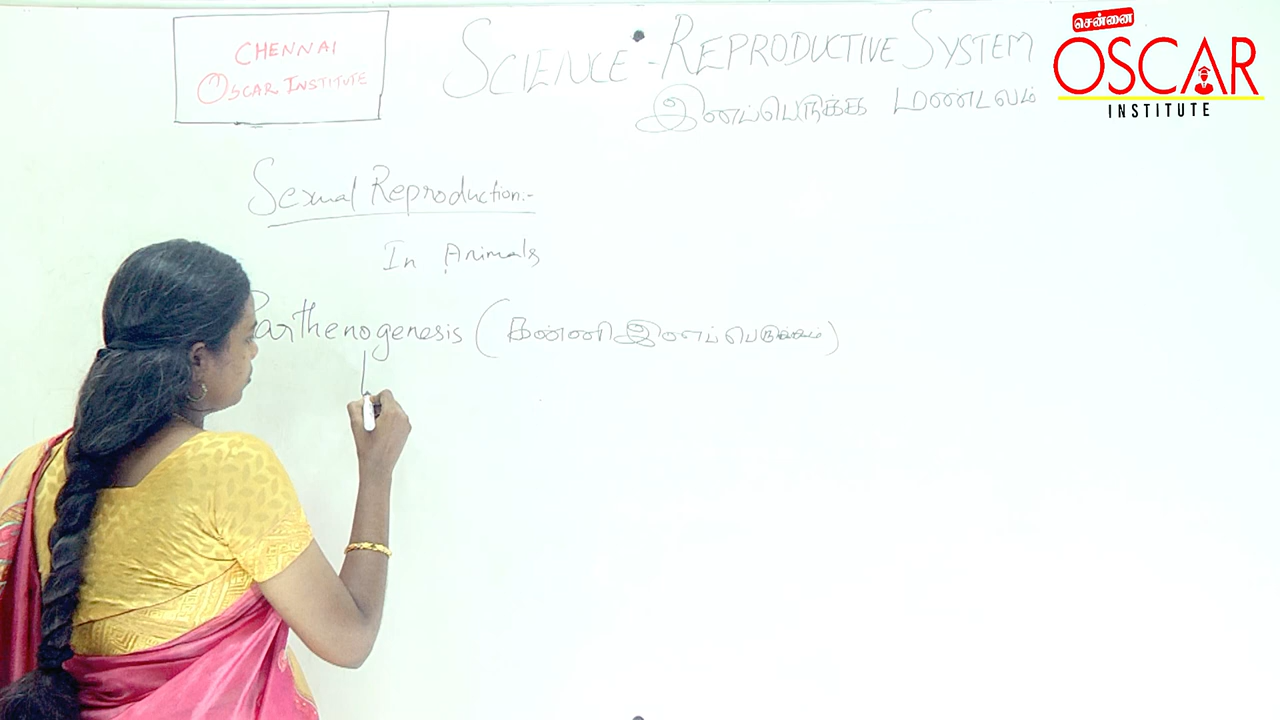 CHENNAI
OSCAR INSTITUTE
SCIENCE - REPRODUCTIVE SYSTEM
இனப்பெருக்க மண்டலம்
சென்னை
OSCAR
INSTITUTE
Sexual Reproduction:-
In Animals
Parthenogenesis (கன்னி இனப்பெருக்கம்)